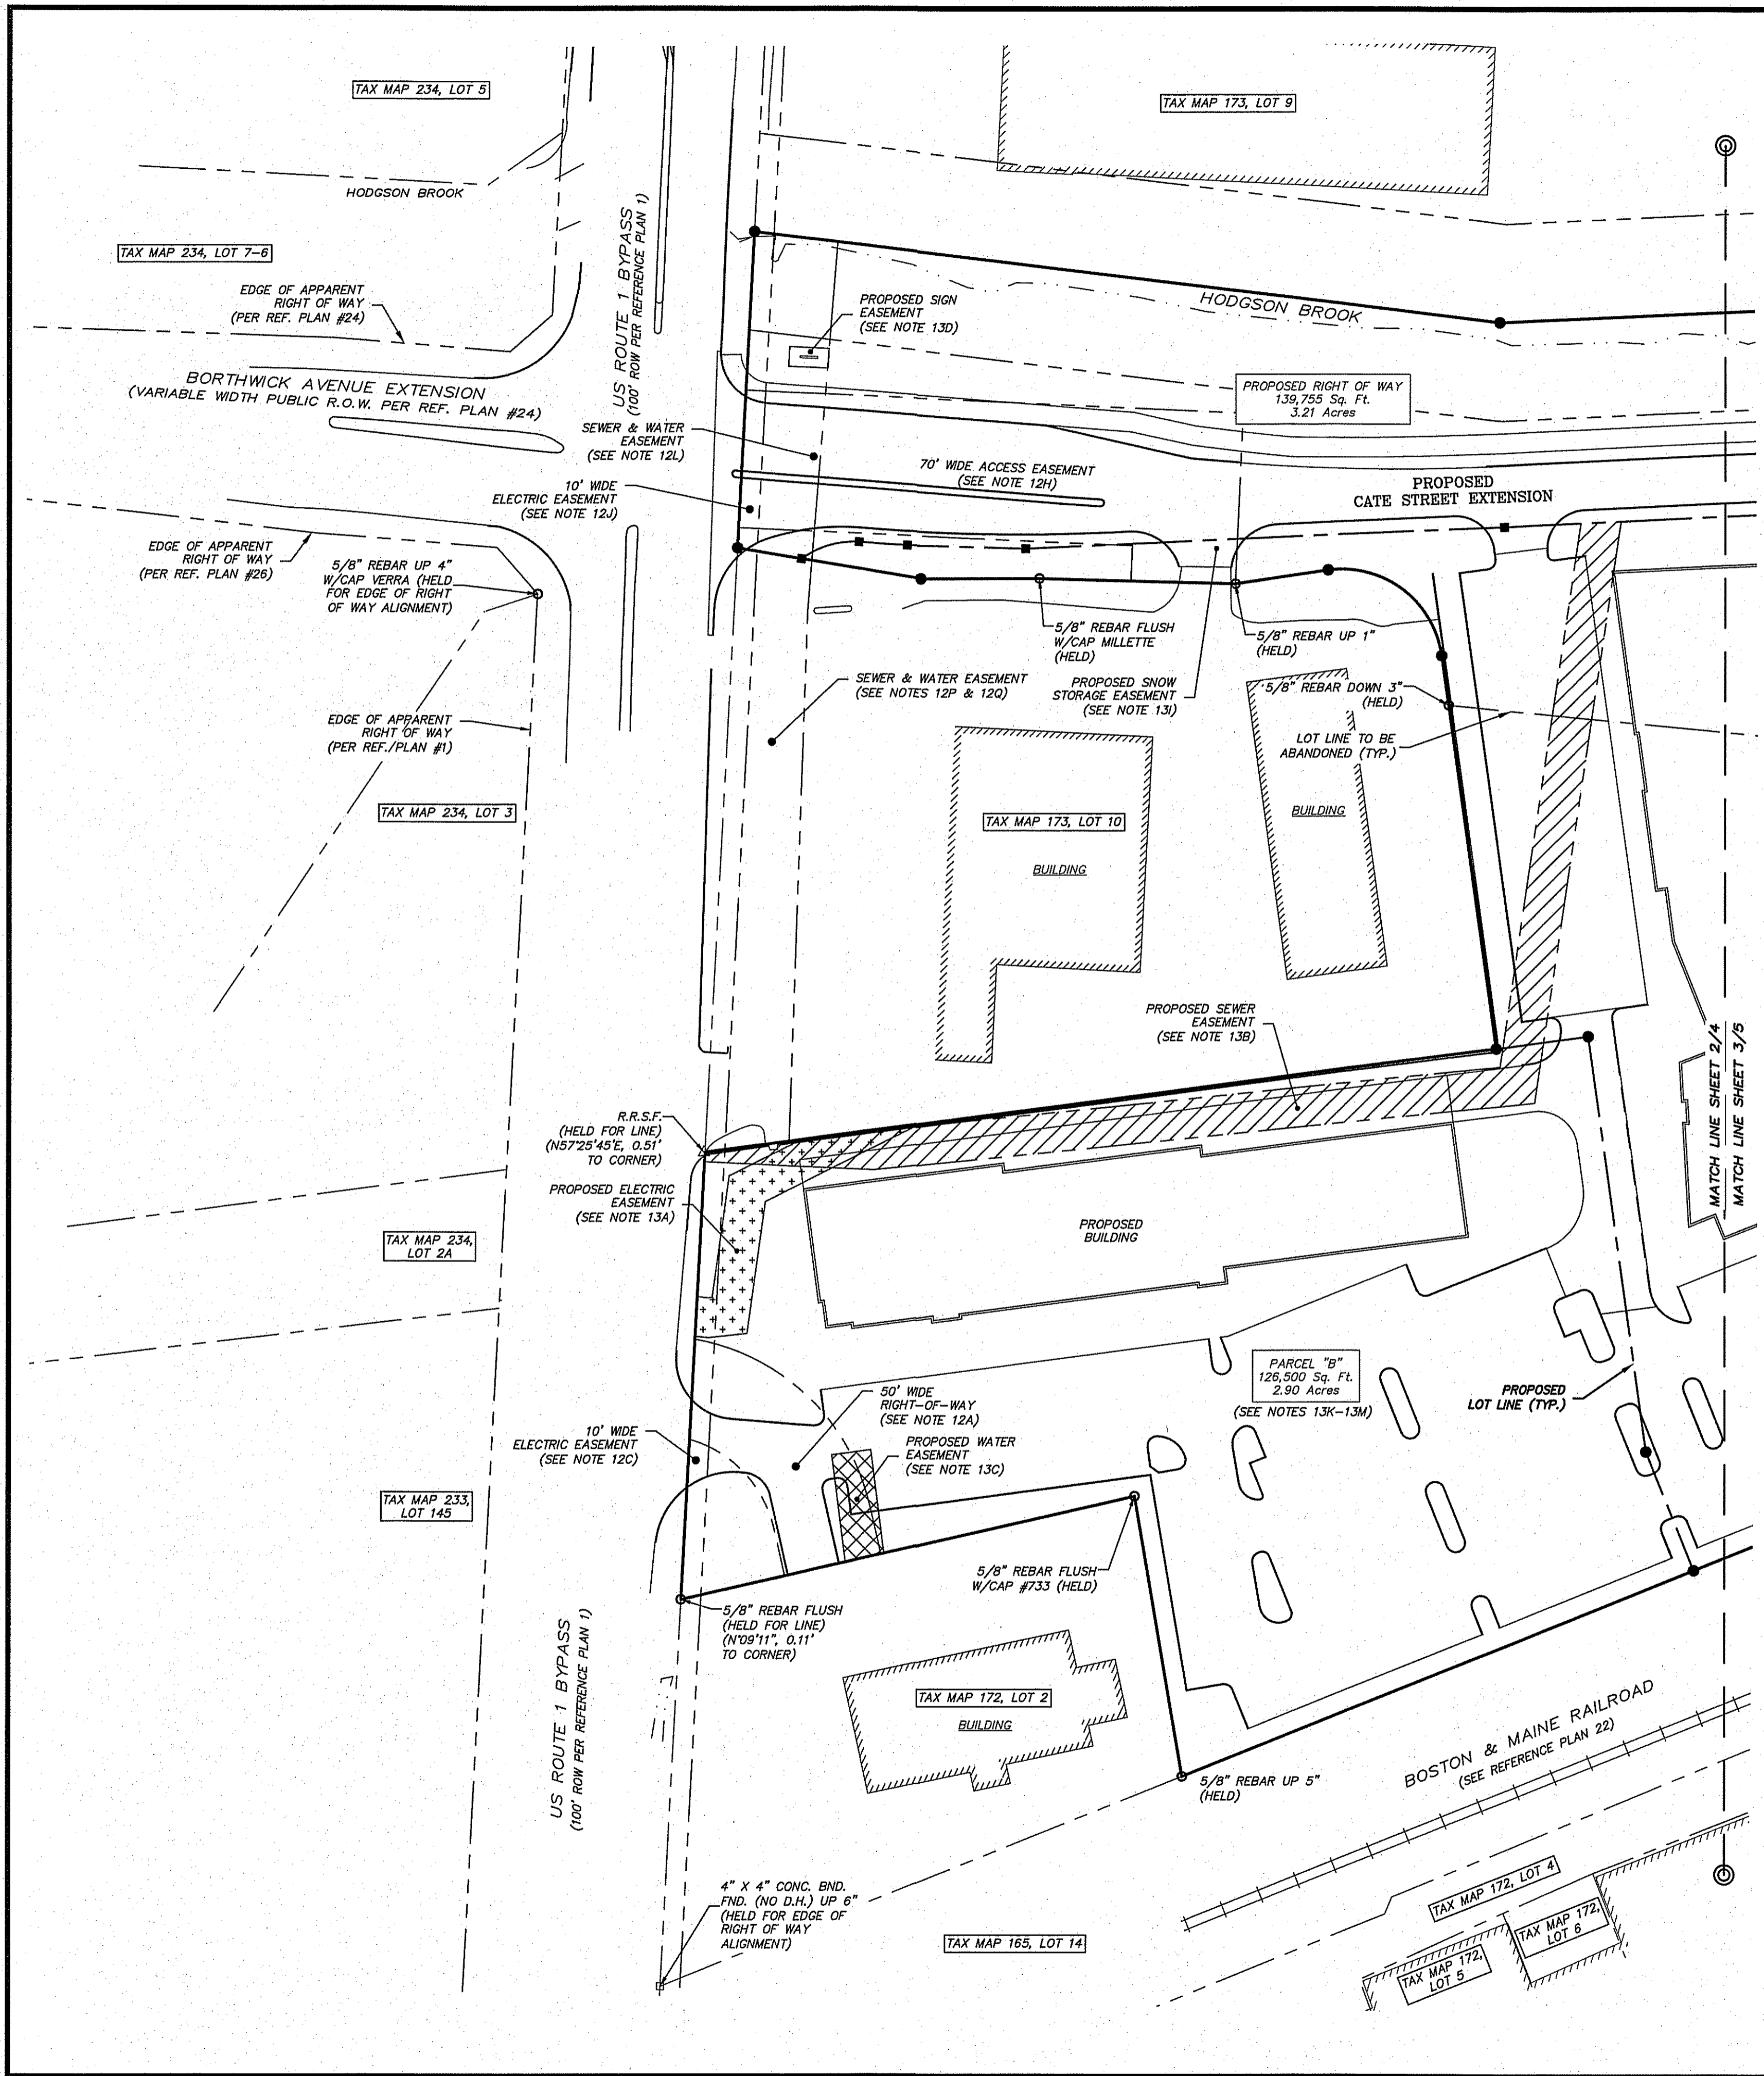 TAX MAP 234, LOT 5
TAX MAP 173, LOT 9
HODGSON BROOK
TAX MAP 234, LOT 7-6
EDGE OF APPARENT
RIGHT OF WAY
(PER REF. PLAN #24)
US ROUTE 1 BYPASS
(100' ROW PER REFERENCE PLAN 1)
PROPOSED SIGN
EASEMENT
(SEE NOTE 13D)
HODGSON BROOK
BORTHWICK AVENUE EXTENSION
(VARIABLE WIDTH PUBLIC R.O.W. PER REF. PLAN #24)
PROPOSED RIGHT OF WAY
139,755 Sq. Ft.
3.21 Acres
SEWER & WATER
EASEMENT
(SEE NOTE 12L)
70' WIDE ACCESS EASEMENT
(SEE NOTE 12H)
PROPOSED
CATE STREET EXTENSION
10' WIDE
ELECTRIC EASEMENT
(SEE NOTE 12J)
EDGE OF APPARENT
RIGHT OF WAY
(PER REF. PLAN #26)
5/8" REBAR UP 4"
W/CAP VERRA (HELD
FOR EDGE OF RIGHT
OF WAY ALIGNMENT)
5/8" REBAR FLUSH
W/CAP MILLETTE
(HELD)
5/8" REBAR UP 1"
(HELD)
SEWER & WATER EASEMENT
(SEE NOTES 12P & 12Q)
PROPOSED SNOW
STORAGE EASEMENT
(SEE NOTE 13I)
5/8" REBAR DOWN 3"
(HELD)
LOT LINE TO BE
ABANDONED (TYP.)
EDGE OF APPARENT
RIGHT OF WAY
(PER REF./PLAN #1)
TAX MAP 234, LOT 3
TAX MAP 173, LOT 10
BUILDING
BUILDING
PROPOSED SEWER
EASEMENT
(SEE NOTE 13B)
MATCH LINE SHEET 2/4
MATCH LINE SHEET 3/5
R.R.S.F.
(HELD FOR LINE)
(N57°25'45"E, 0.51'
TO CORNER)
PROPOSED ELECTRIC
EASEMENT
(SEE NOTE 13A)
PROPOSED
BUILDING
TAX MAP 234,
LOT 2A
PARCEL "B"
126,500 Sq. Ft.
2.90 Acres
(SEE NOTES 13K-13M)
PROPOSED
LOT LINE (TYP.)
50' WIDE
RIGHT-OF-WAY
(SEE NOTE 12A)
10' WIDE
ELECTRIC EASEMENT
(SEE NOTE 12C)
PROPOSED WATER
EASEMENT
(SEE NOTE 13C)
TAX MAP 233,
LOT 145
5/8" REBAR FLUSH
W/CAP #733 (HELD)
5/8" REBAR FLUSH
(HELD FOR LINE)
(N°09'11", 0.11'
TO CORNER)
US ROUTE 1 BYPASS
(100' ROW PER REFERENCE PLAN 1)
TAX MAP 172, LOT 2
BUILDING
BOSTON & MAINE RAILROAD
(SEE REFERENCE PLAN 22)
5/8" REBAR UP 5"
(HELD)
4" X 4" CONC. BND.
FND. (NO D.H.) UP 6"
(HELD FOR EDGE OF
RIGHT OF WAY
ALIGNMENT)
TAX MAP 165, LOT 14
TAX MAP 172, LOT 4
TAX MAP 172,
LOT 6
TAX MAP 172,
LOT 5